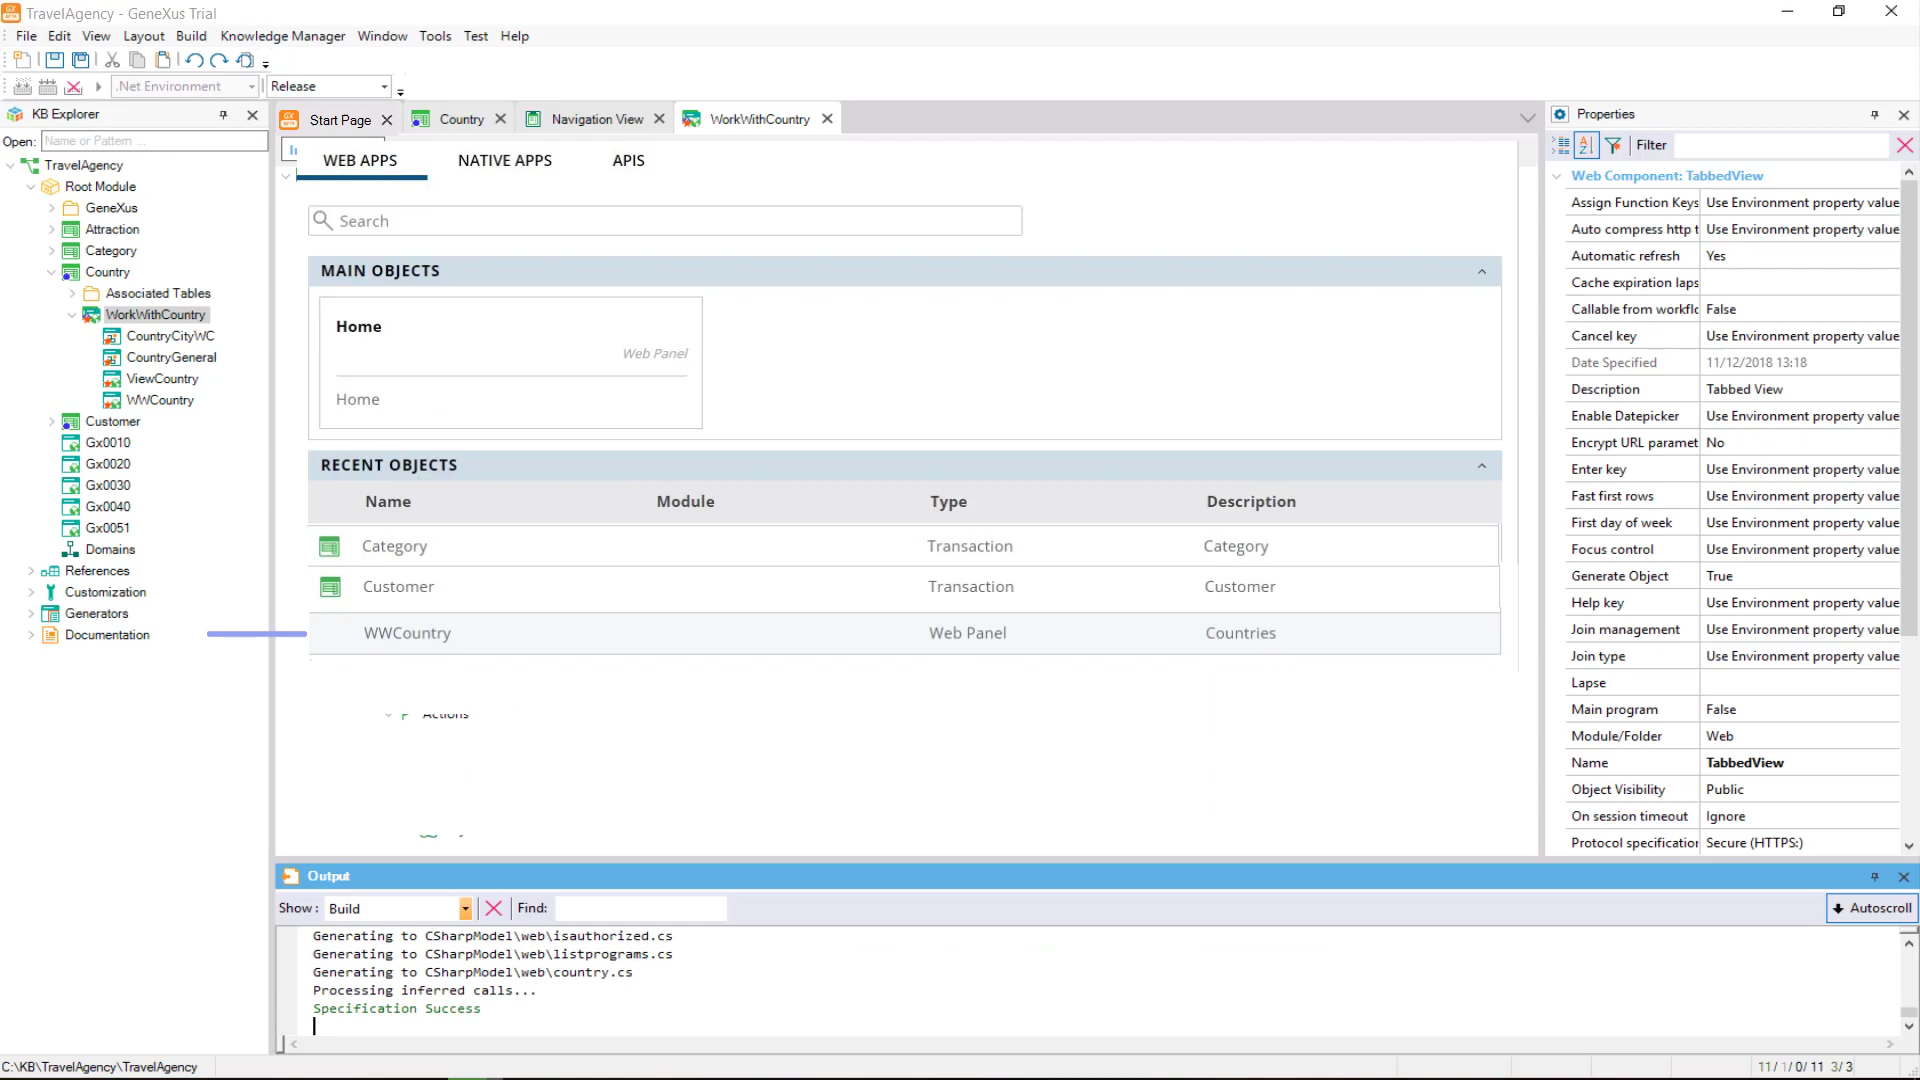 TravelAgency - GeneXus Trial
File Edit View Layout Build Knowledge Manager Window Tools Test Help
.Net Environment Release
KB Explorer
Open: Name or Pattern ...
TravelAgency
Root Module
GeneXus
Attraction
Category
Country
Associated Tables
WorkWithCountry
CountryCityWC
CountryGeneral
ViewCountry
WWCountry
Customer
Gx0010
Gx0020
Gx0030
Gx0040
Gx0051
Domains
References
Customization
Generators
Documentation
Start Page Country Navigation View WorkWithCountry
WEB APPS NATIVE APPS APIS
Search
MAIN OBJECTS
Home
Web Panel
Home
RECENT OBJECTS
Name Module Type Description
Category Transaction Category
Customer Transaction Customer
WWCountry Web Panel Countries
Actions
Properties
Filter
Web Component: TabbedView
Assign Function Keys Use Environment property value
Auto compress http t Use Environment property value
Automatic refresh Yes
Cache expiration laps
Callable from workflc False
Cancel key Use Environment property value
Date Specified 11/12/2018 13:18
Description Tabbed View
Enable Datepicker Use Environment property value
Encrypt URL paramet No
Enter key Use Environment property value
Fast first rows Use Environment property value
First day of week Use Environment property value
Focus control Use Environment property value
Generate Object True
Help key Use Environment property value
Join management Use Environment property value
Join type Use Environment property value
Lapse
Main program False
Module/Folder Web
Name TabbedView
Object Visibility Public
On session timeout Ignore
Protocol specification Secure (HTTPS:)
Output
Show: Build Find: Autoscroll
Generating to CSharpModel\web\isauthorized.cs
Generating to CSharpModel\web\listprograms.cs
Generating to CSharpModel\web\country.cs
Processing inferred calls...
Specification Success
C:\KB\TravelAgency\TravelAgency 11/ 1/0/ 11 3/3